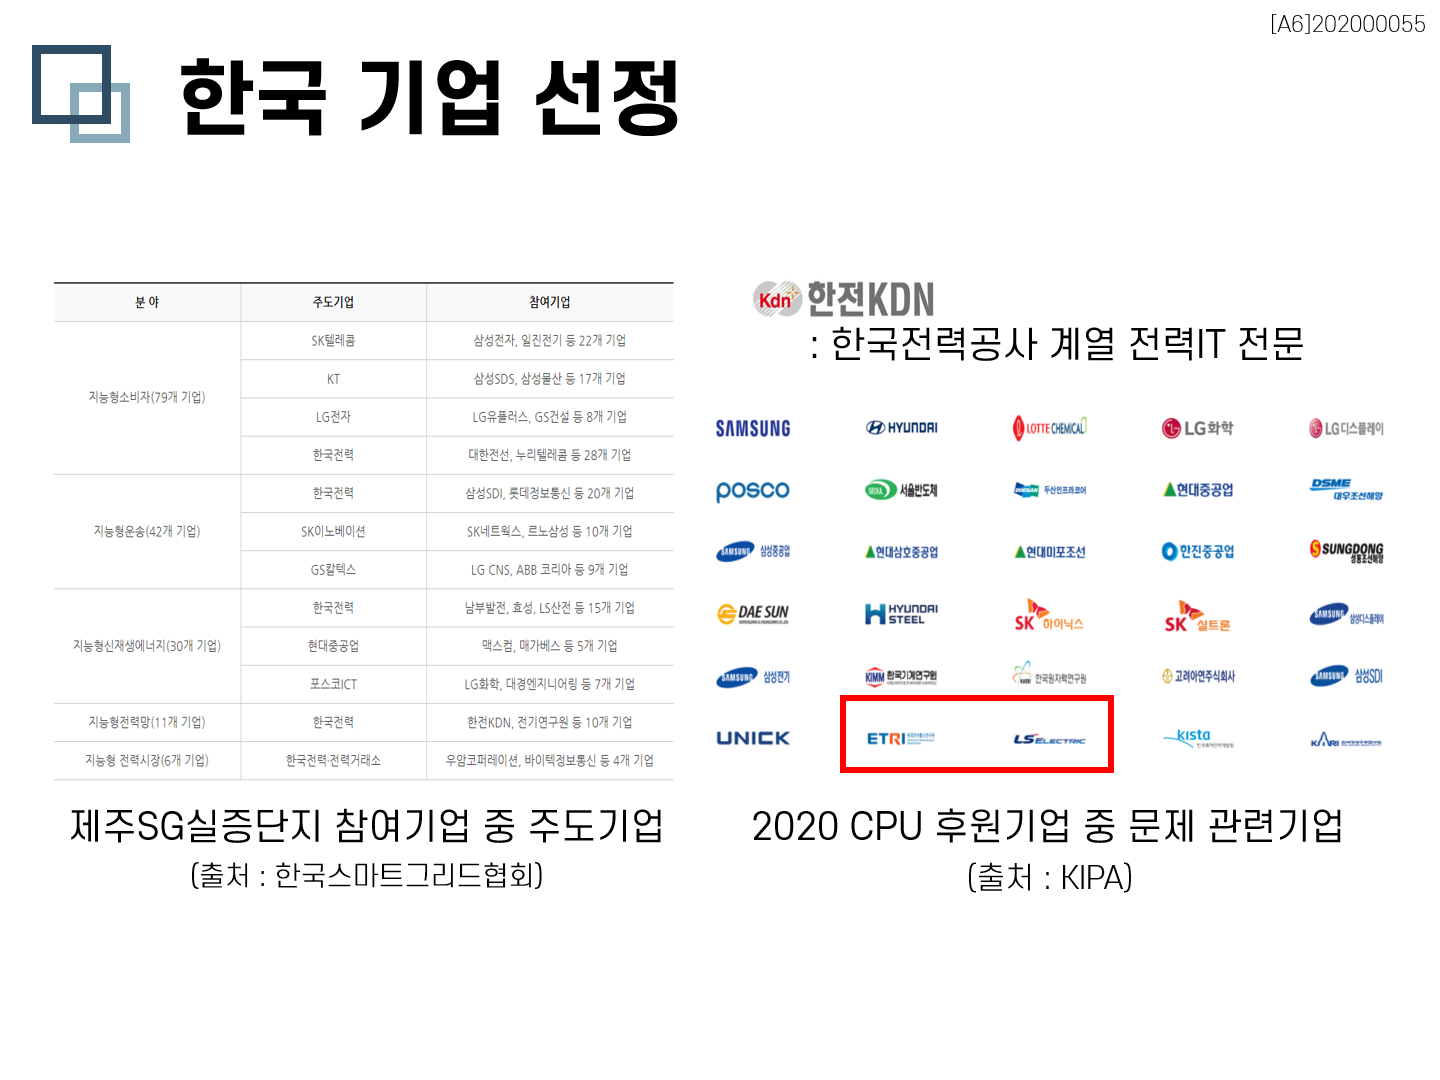 [A6]202000055
한국 기업 선정
분 야 주도기업 참여기업
지능형소비자(79개 기업) SK텔레콤 삼성전자, 일진전기 등 22개 기업
KT 삼성SDS, 삼성물산 등 17개 기업
LG전자 LG유플러스, GS건설 등 8개 기업
한국전력 대한전선, 누리텔레콤 등 28개 기업
지능형운송(42개 기업) 한국전력 삼성SDI, 롯데정보통신 등 20개 기업
SK이노베이션 SK네트웍스, 르노삼성 등 10개 기업
GS칼텍스 LG CNS, ABB 코리아 등 9개 기업
지능형신재생에너지(30개 기업) 한국전력 남부발전, 효성, LS산전 등 15개 기업
현대중공업 맥스컴, 매가베스 등 5개 기업
포스코ICT LG화학, 대경엔지니어링 등 7개 기업
지능형전력망(11개 기업) 한국전력 한전KDN, 전기연구원 등 10개 기업
지능형 전력시장(6개 기업) 한국전력·전력거래소 우암코퍼레이션, 바이텍정보통신 등 4개 기업
제주SG실증단지 참여기업 중 주도기업
(출처 : 한국스마트그리드협회)
Kdn 한전KDN
: 한국전력공사 계열 전력IT 전문
SAMSUNG HYUNDAI LOTTE CHEMICAL LG화학 LG디스플레이
posco SEOUL 서울반도체 DOOSAN 두산인프라코어 현대중공업 DSME 대우조선해양
SAMSUNG 삼성중공업 현대삼호중공업 현대미포조선 한진중공업 SUNGDONG 성동조선해양
DAE SUN HYUNDAI STEEL SK 하이닉스 SK 실트론 SAMSUNG 삼성디스플레이
SAMSUNG 삼성전기 KIMM 한국기계연구원 KAERI 한국원자력연구원 고려아연주식회사 SAMSUNG 삼성SDI
UNICK ETRI LS ELECTRIC kista KARI
2020 CPU 후원기업 중 문제 관련기업
(출처 : KIPA)